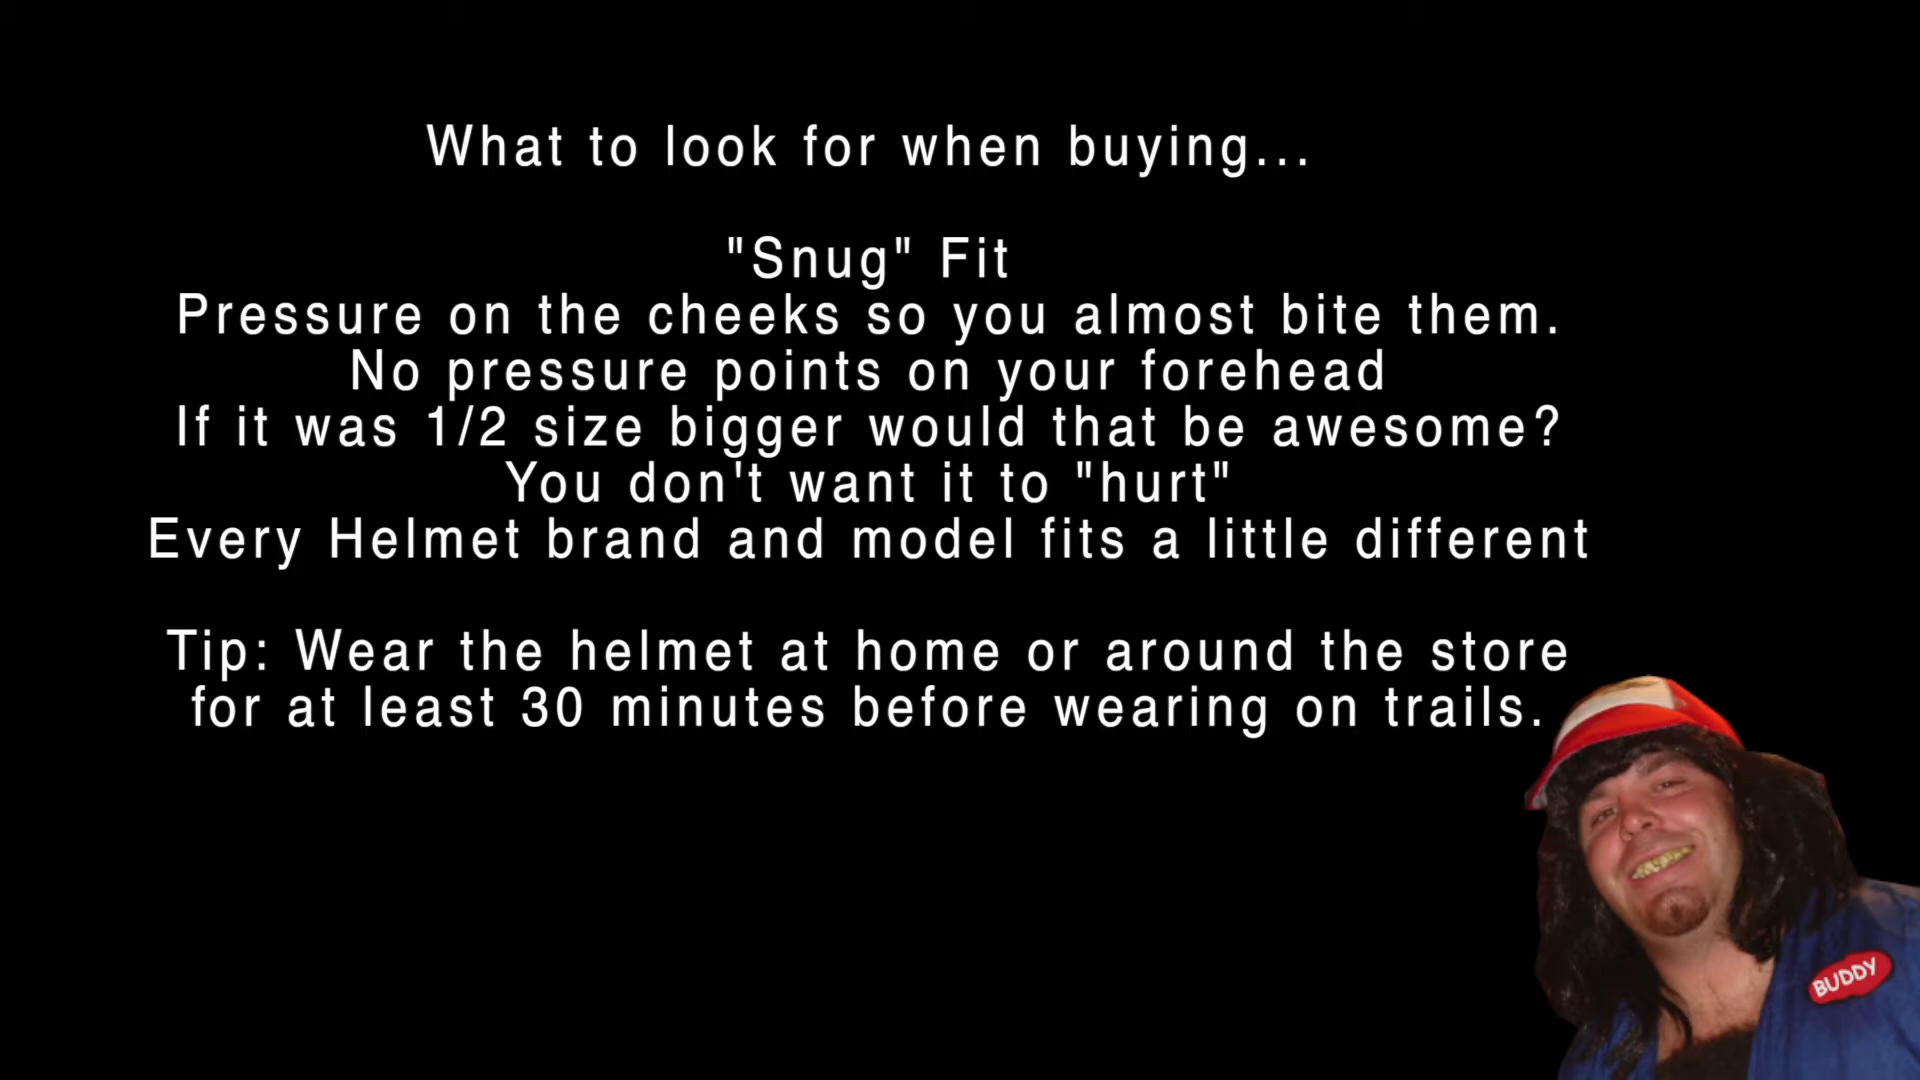 What to look for when buying...
"Snug" Fit
Pressure on the cheeks so you almost bite them.
No pressure points on your forehead
If it was 1/2 size bigger would that be awesome?
You don't want it to "hurt"
Every Helmet brand and model fits a little different
Tip: Wear the helmet at home or around the store
for at least 30 minutes before wearing on trails.
BUDDY